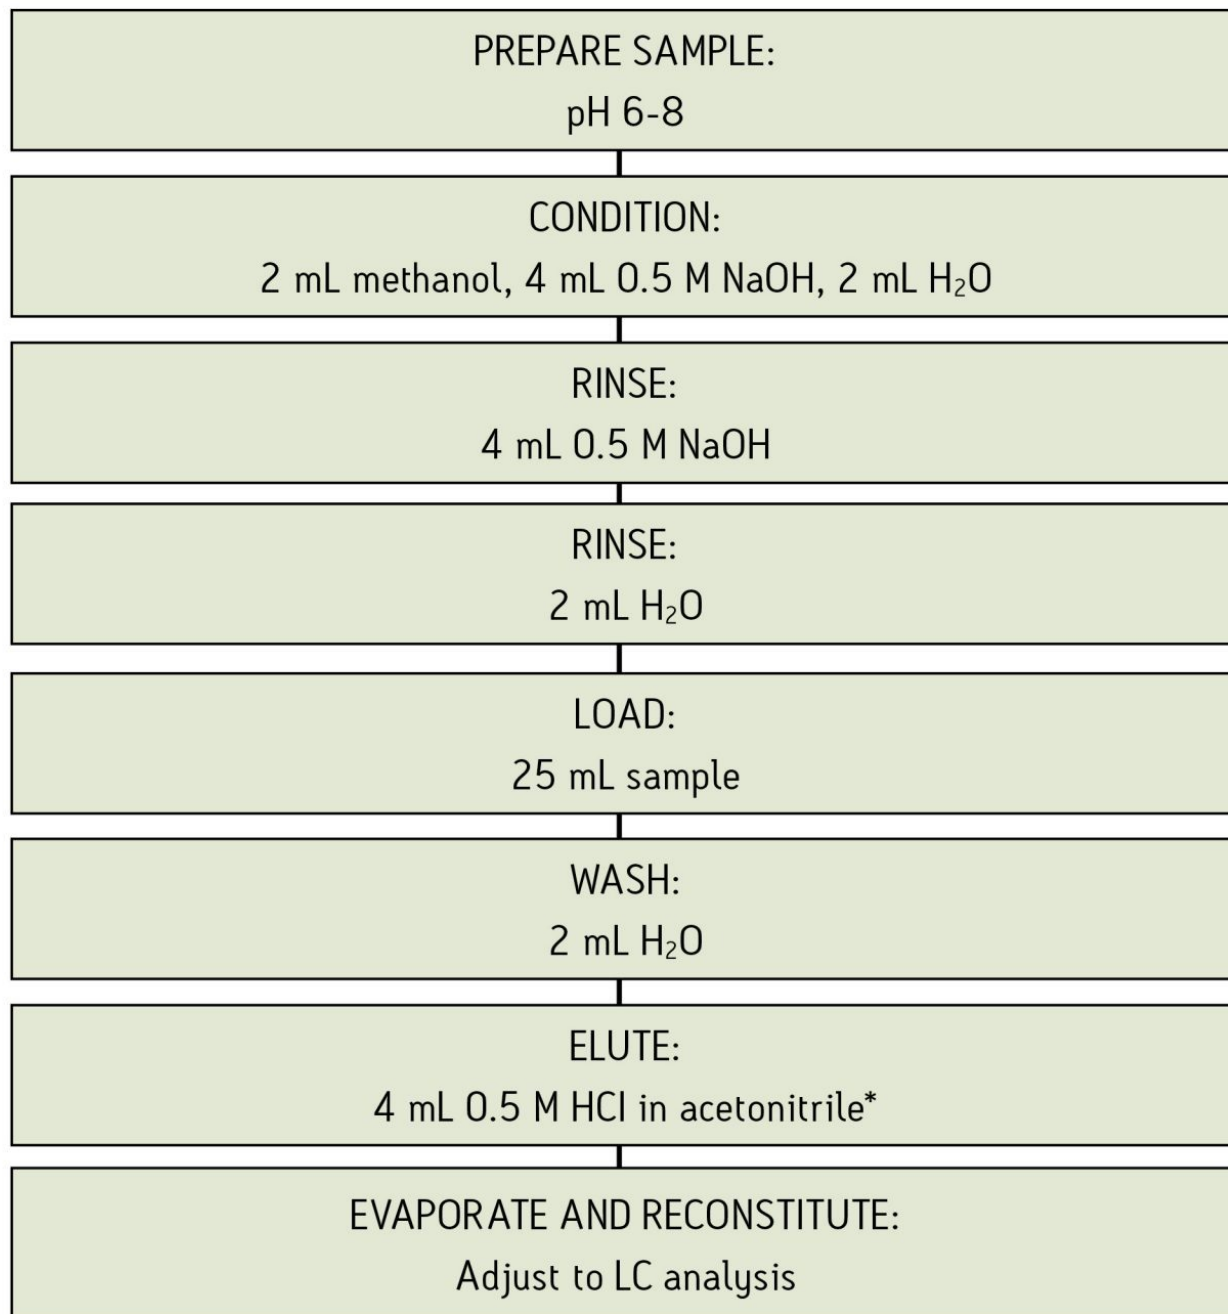 PREPARE SAMPLE:
pH 6-8
CONDITION:
2 mL methanol, 4 mL 0.5 M NaOH, 2 mL H₂O
RINSE:
4 mL 0.5 M NaOH
RINSE:
2 mL H₂O
LOAD:
25 mL sample
WASH:
2 mL H₂O
ELUTE:
4 mL 0.5 M HCl in acetonitrile*
EVAPORATE AND RECONSTITUTE:
Adjust to LC analysis